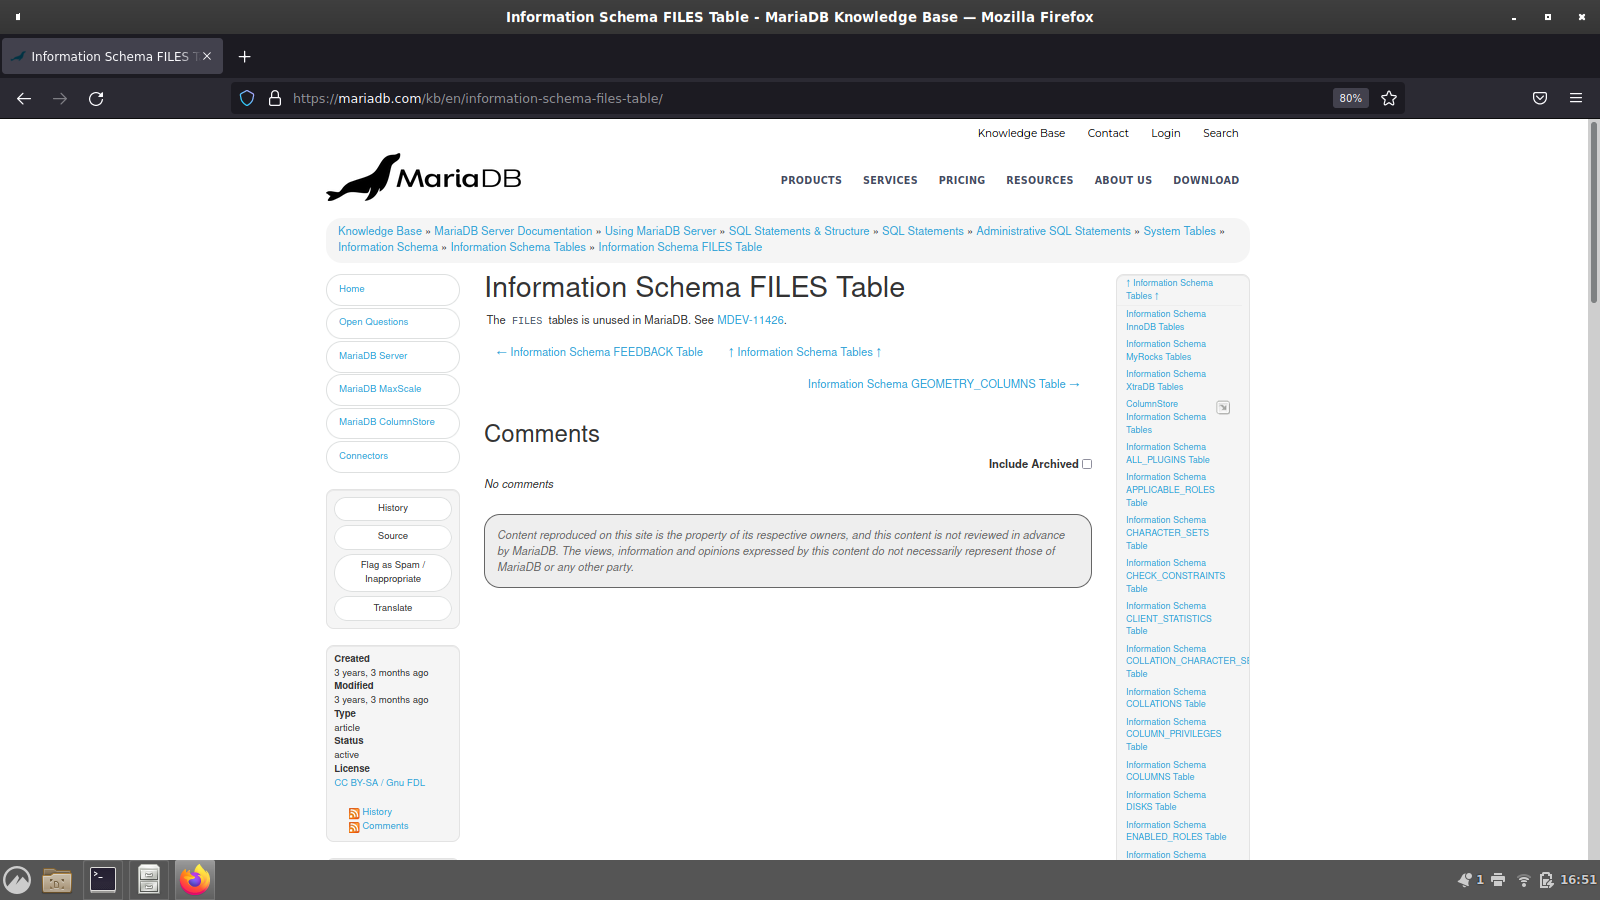 Information Schema FILES Table - MariaDB Knowledge Base — Mozilla Firefox
Information Schema FILES
https://mariadb.com/kb/en/information-schema-files-table/
80%
Knowledge Base Contact Login Search
MariaDB
PRODUCTS SERVICES PRICING RESOURCES ABOUT US DOWNLOAD
Knowledge Base » MariaDB Server Documentation » Using MariaDB Server » SQL Statements & Structure » SQL Statements » Administrative SQL Statements » System Tables »
Information Schema » Information Schema Tables » Information Schema FILES Table
Home
Open Questions
MariaDB Server
MariaDB MaxScale
MariaDB ColumnStore
Connectors
History
Source
Flag as Spam /
Inappropriate
Translate
Created
3 years, 3 months ago
Modified
3 years, 3 months ago
Type
article
Status
active
License
CC BY-SA / Gnu FDL
History
Comments
Information Schema FILES Table
The FILES tables is unused in MariaDB. See MDEV-11426.
← Information Schema FEEDBACK Table ↑ Information Schema Tables ↑
Information Schema GEOMETRY_COLUMNS Table →
Comments
Include Archived
No comments
Content reproduced on this site is the property of its respective owners, and this content is not reviewed in advance
by MariaDB. The views, information and opinions expressed by this content do not necessarily represent those of
MariaDB or any other party.
↑ Information Schema
Tables ↑
Information Schema
InnoDB Tables
Information Schema
MyRocks Tables
Information Schema
XtraDB Tables
ColumnStore
Information Schema
Tables
Information Schema
ALL_PLUGINS Table
Information Schema
APPLICABLE_ROLES
Table
Information Schema
CHARACTER_SETS
Table
Information Schema
CHECK_CONSTRAINTS
Table
Information Schema
CLIENT_STATISTICS
Table
Information Schema
COLLATION_CHARACTER_SE
Table
Information Schema
COLLATIONS Table
Information Schema
COLUMN_PRIVILEGES
Table
Information Schema
COLUMNS Table
Information Schema
DISKS Table
Information Schema
ENABLED_ROLES Table
Information Schema
1
16:51